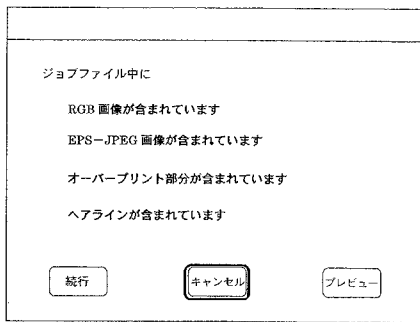 ジョブファイル中に
RGB 画像が含まれています
EPS－JPEG 画像が含まれています
オーバープリント部分が含まれています
ヘアラインが含まれています
続行 キャンセル プレビュー